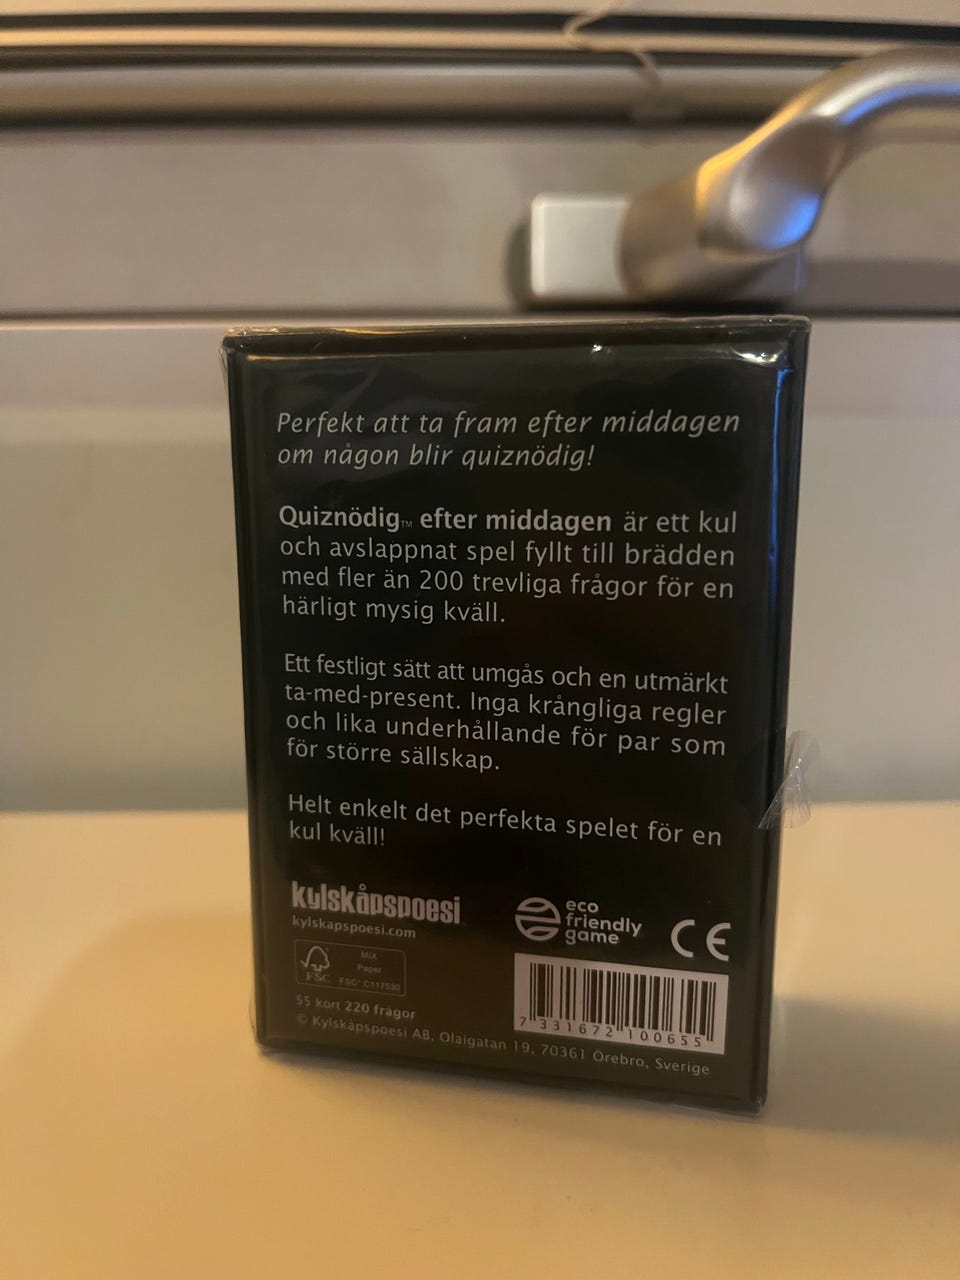 Perfekt att ta fram efter middagen
om någon blir quiznödig!
Quiznödig™ efter middagen är ett kul
och avslappnat spel fyllt till brädden
med fler än 200 trevliga frågor för en
härligt mysig kväll.
Ett festligt sätt att umgås och en utmärkt
ta-med-present. Inga krångliga regler
och lika underhållande för par som
för större sällskap.
Helt enkelt det perfekta spelet för en
kul kväll!
kylskåpspoesi
kylskapspoesi.com
eco
friendly
game
CE
FSC
MIX
Paper
FSC® C117530
55 kort 220 frågor
7 331672 100655
© Kylskåpspoesi AB, Olaigatan 19, 70361 Örebro, Sverige